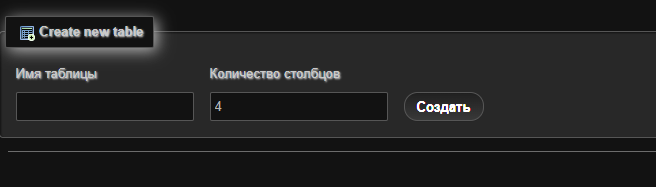 Create new table
Имя таблицы
Количество столбцов
4
Создать